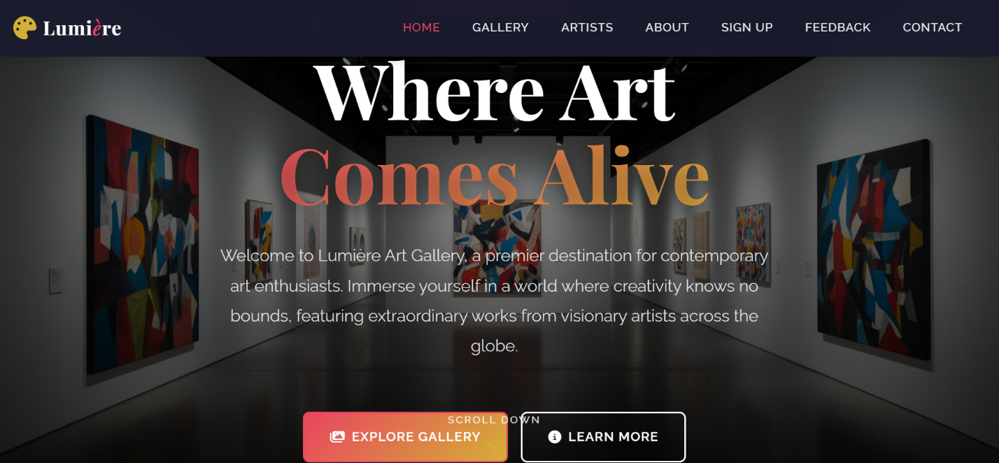 Lumière
HOME GALLERY ARTISTS ABOUT SIGN UP FEEDBACK CONTACT
Where Art
Comes Alive
Welcome to Lumière Art Gallery, a premier destination for contemporary
art enthusiasts. Immerse yourself in a world where creativity knows no
bounds, featuring extraordinary works from visionary artists across the
globe.
SCROLL DOWN
EXPLORE GALLERY LEARN MORE